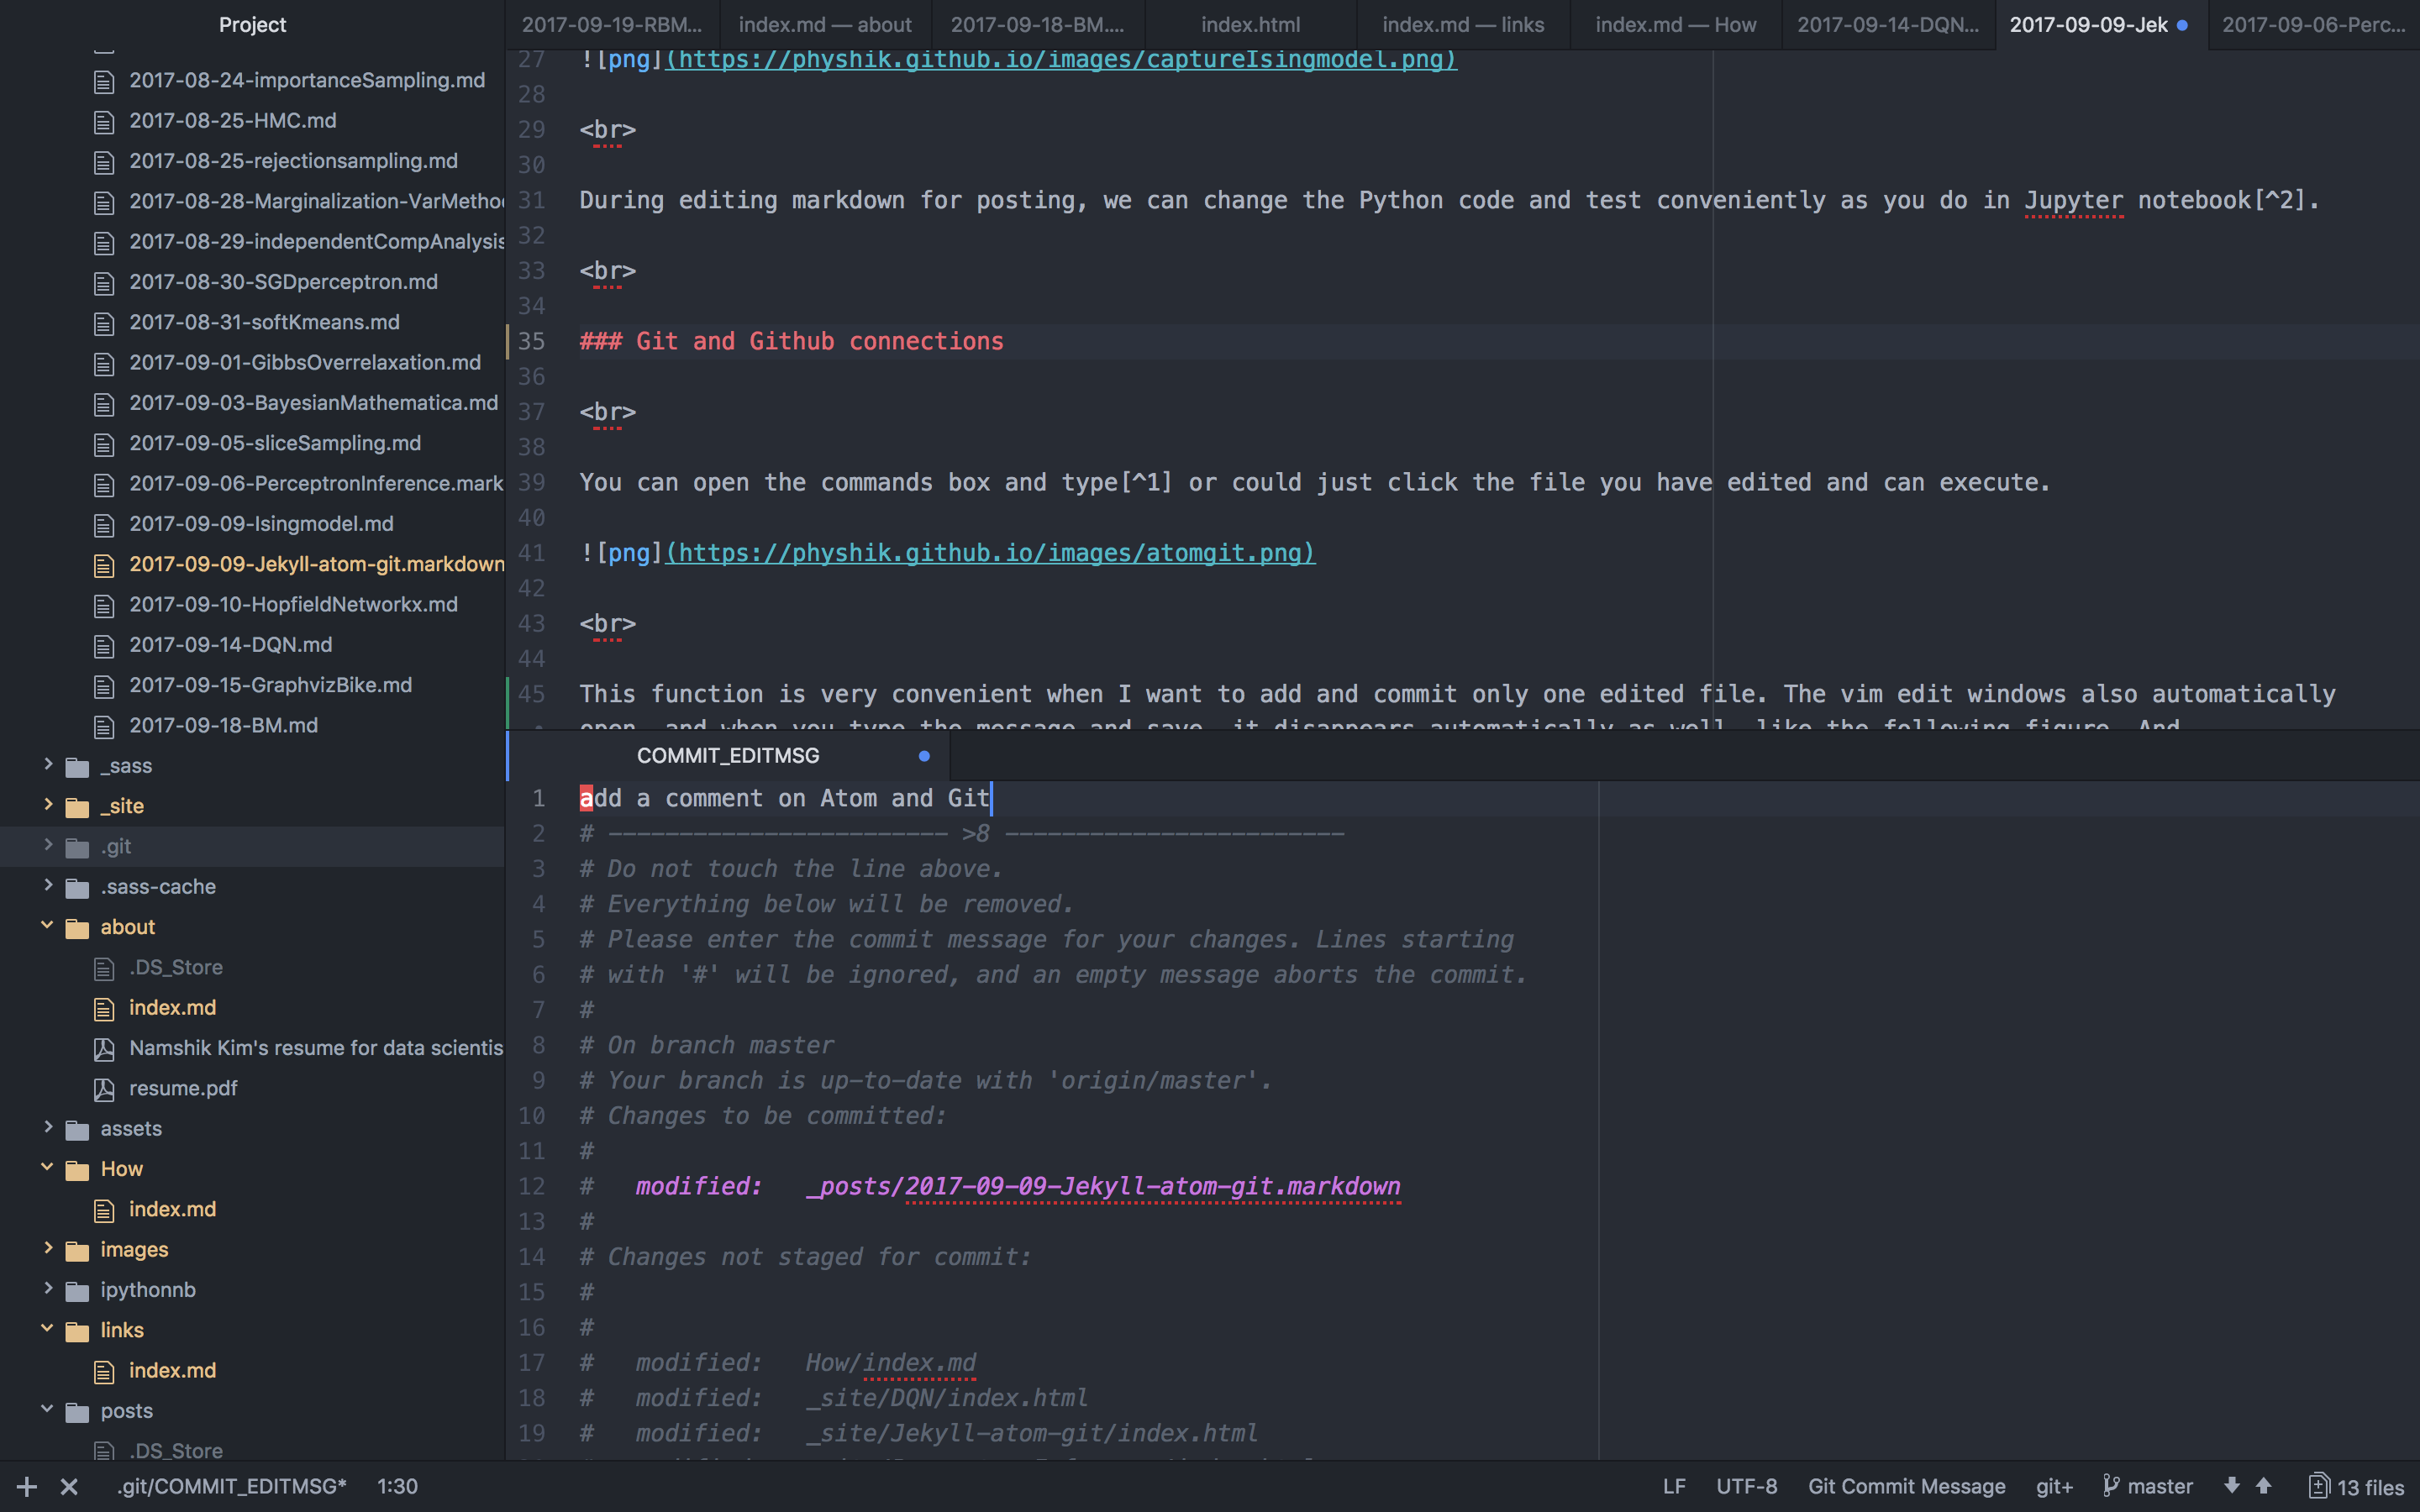 Project
2017-08-24-importanceSampling.md
2017-08-25-HMC.md
2017-08-25-rejectionsampling.md
2017-08-28-Marginalization-VarMetho
2017-08-29-independentCompAnalysis
2017-08-30-SGDperceptron.md
2017-08-31-softKmeans.md
2017-09-01-GibbsOverrelaxation.md
2017-09-03-BayesianMathematica.md
2017-09-05-sliceSampling.md
2017-09-06-PerceptronInference.mark
2017-09-09-Isingmodel.md
2017-09-09-Jekyll-atom-git.markdown
2017-09-10-HopfieldNetworkx.md
2017-09-14-DQN.md
2017-09-15-GraphvizBike.md
2017-09-18-BM.md
_sass
_site
.git
.sass-cache
about
.DS_Store
index.md
Namshik Kim's resume for data scientis
resume.pdf
assets
How
index.md
images
ipythonnb
links
index.md
posts
.DS_Store
2017-09-19-RBM... index.md — about 2017-09-18-BM.... index.html index.md — links index.md — How 2017-09-14-DQN... 2017-09-09-Jek 2017-09-06-Perc...
27 ![png](https://physhik.github.io/images/captureIsingmodel.png)
28
29 <br>
30
31 During editing markdown for posting, we can change the Python code and test conveniently as you do in Jupyter notebook[^2].
32
33 <br>
34
35 ### Git and Github connections
36
37 <br>
38
39 You can open the commands box and type[^1] or could just click the file you have edited and can execute.
40
41 ![png](https://physhik.github.io/images/atomgit.png)
42
43 <br>
44
45 This function is very convenient when I want to add and commit only one edited file. The vim edit windows also automatically
open, and when you type the message and save, it disappears automatically as well, like the following figure. And
COMMIT_EDITMSG
1 add a comment on Atom and Git
2 # ------------------------ >8 ------------------------
3 # Do not touch the line above.
4 # Everything below will be removed.
5 # Please enter the commit message for your changes. Lines starting
6 # with '#' will be ignored, and an empty message aborts the commit.
7 #
8 # On branch master
9 # Your branch is up-to-date with 'origin/master'.
10 # Changes to be committed:
11 #
12 # modified: _posts/2017-09-09-Jekyll-atom-git.markdown
13 #
14 # Changes not staged for commit:
15 #
16 #
17 # modified: How/index.md
18 # modified: _site/DQN/index.html
19 # modified: _site/Jekyll-atom-git/index.html
.git/COMMIT_EDITMSG* 1:30 LF UTF-8 Git Commit Message git+ master 13 files